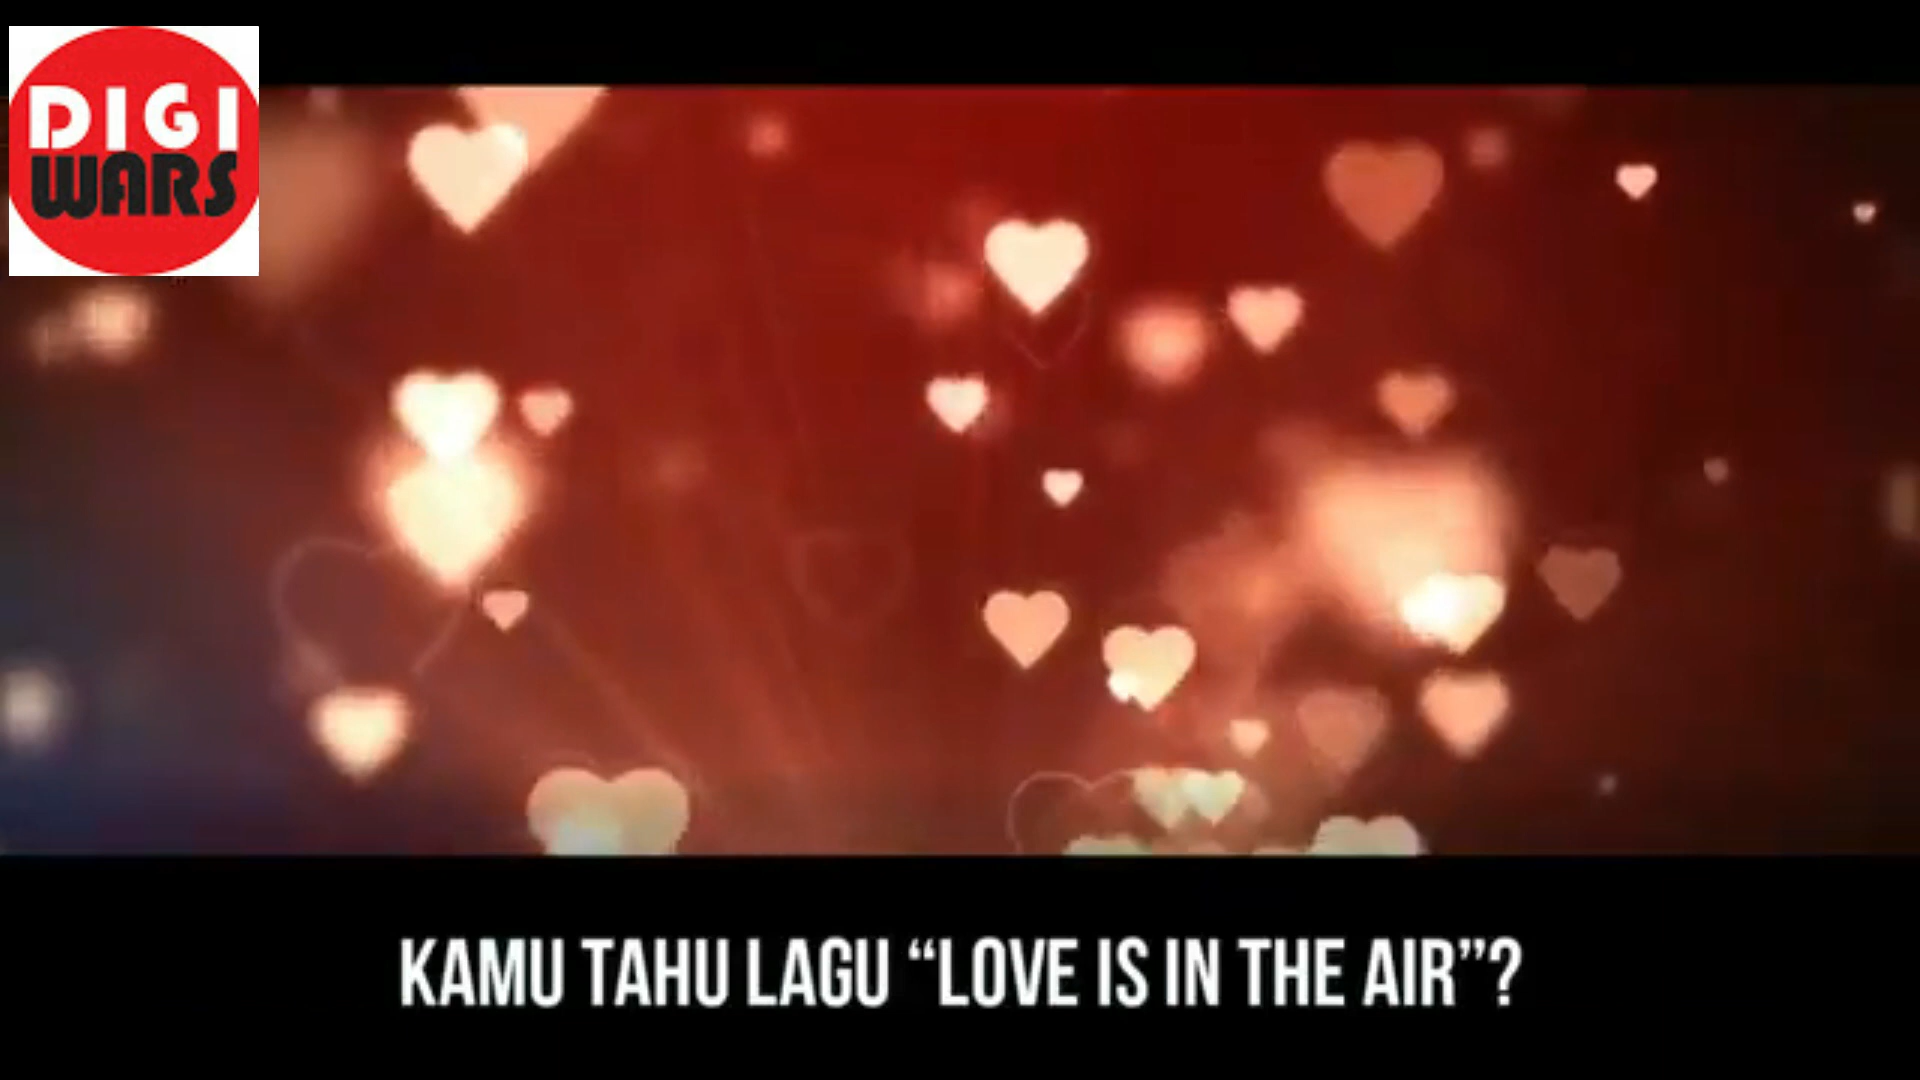 DIGI
WARS
KAMU TAHU LAGU “LOVE IS IN THE AIR”?